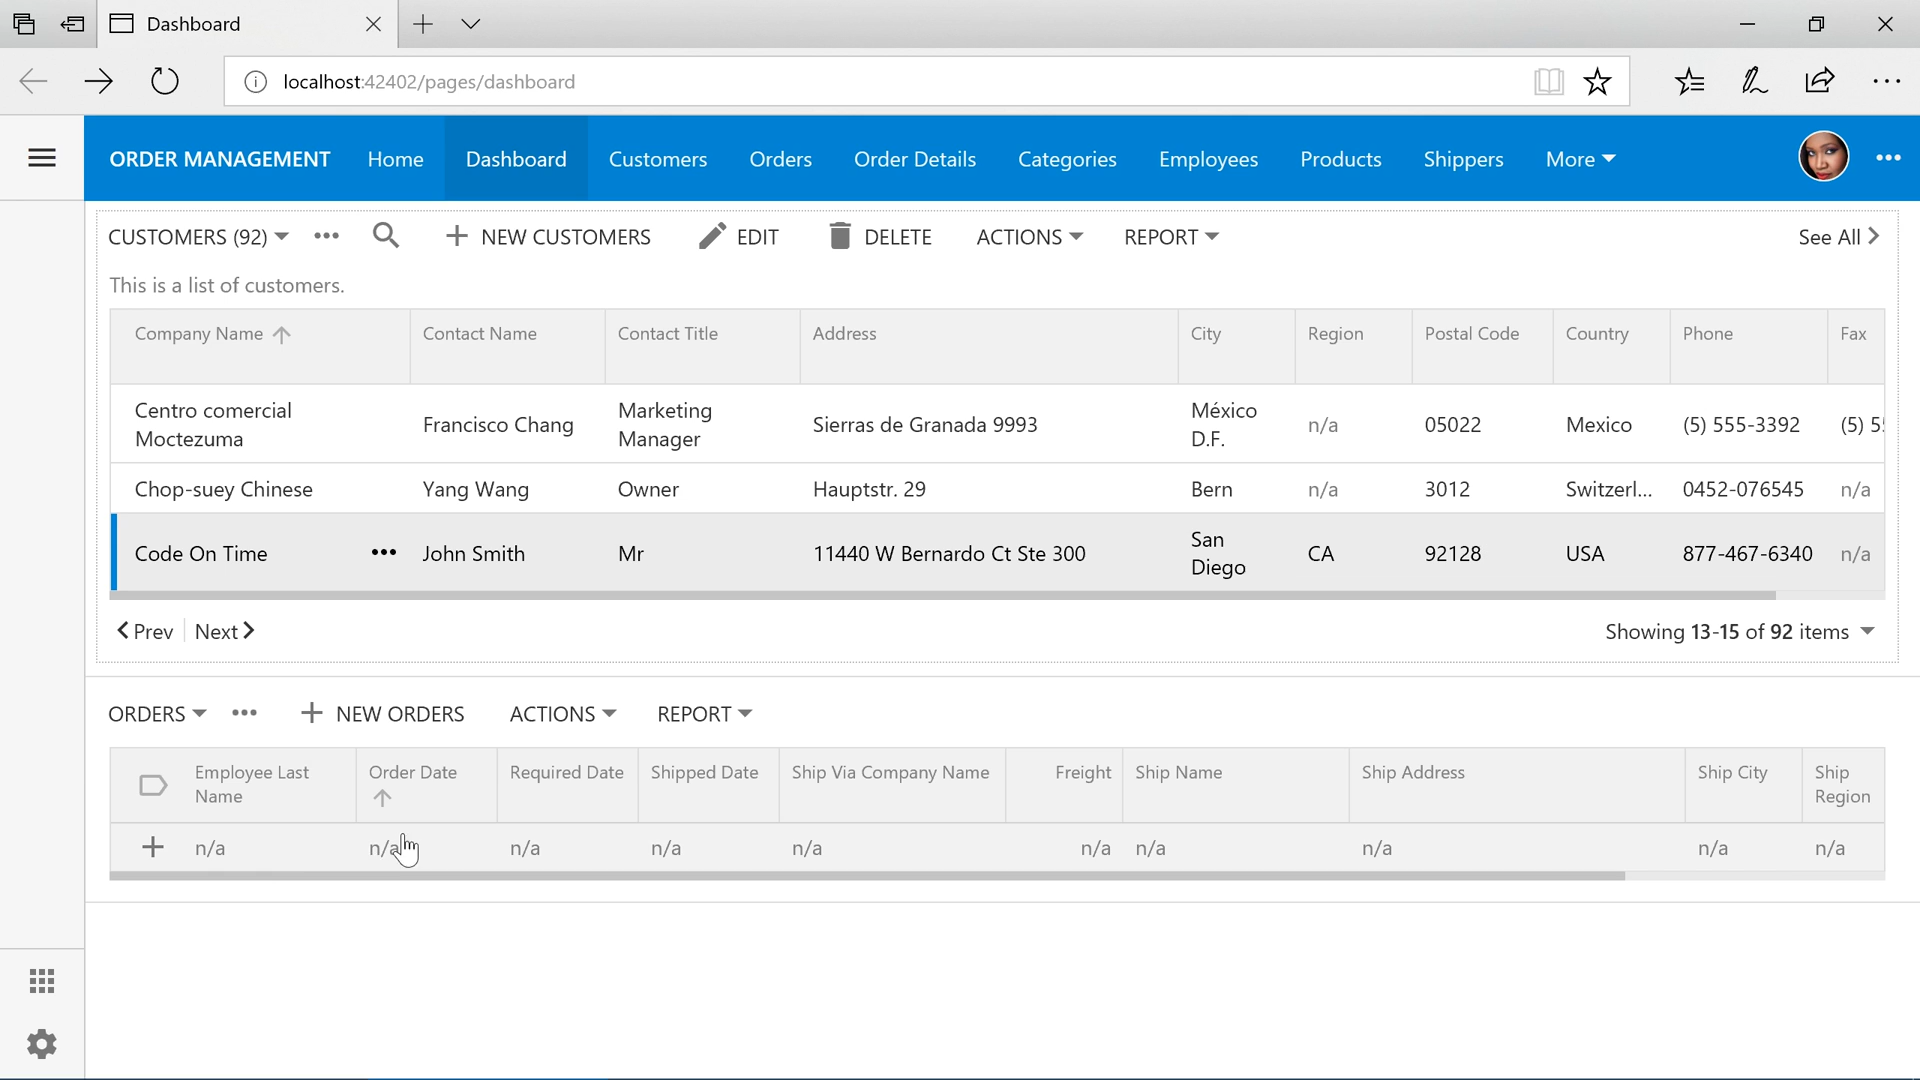 Dashboard
localhost:42402/pages/dashboard
ORDER MANAGEMENT Home Dashboard Customers Orders Order Details Categories Employees Products Shippers More
CUSTOMERS (92) NEW CUSTOMERS EDIT DELETE ACTIONS REPORT See All
This is a list of customers.
Company Name Contact Name Contact Title Address City Region Postal Code Country Phone Fax
Centro comercial
Moctezuma
Francisco Chang
Marketing
Manager
Sierras de Granada 9993
México
D.F.
n/a 05022 Mexico (5) 555-3392 (5) 5
Chop-suey Chinese Yang Wang Owner Hauptstr. 29 Bern n/a 3012 Switzerl... 0452-076545 n/a
Code On Time ••• John Smith Mr 11440 W Bernardo Ct Ste 300
San
Diego
CA 92128 USA 877-467-6340 n/a
Prev Next Showing 13-15 of 92 items
ORDERS NEW ORDERS ACTIONS REPORT
Employee Last
Name
Order Date Required Date Shipped Date Ship Via Company Name Freight Ship Name Ship Address Ship City
Ship
Region
n/a n/a n/a n/a n/a n/a n/a n/a n/a n/a